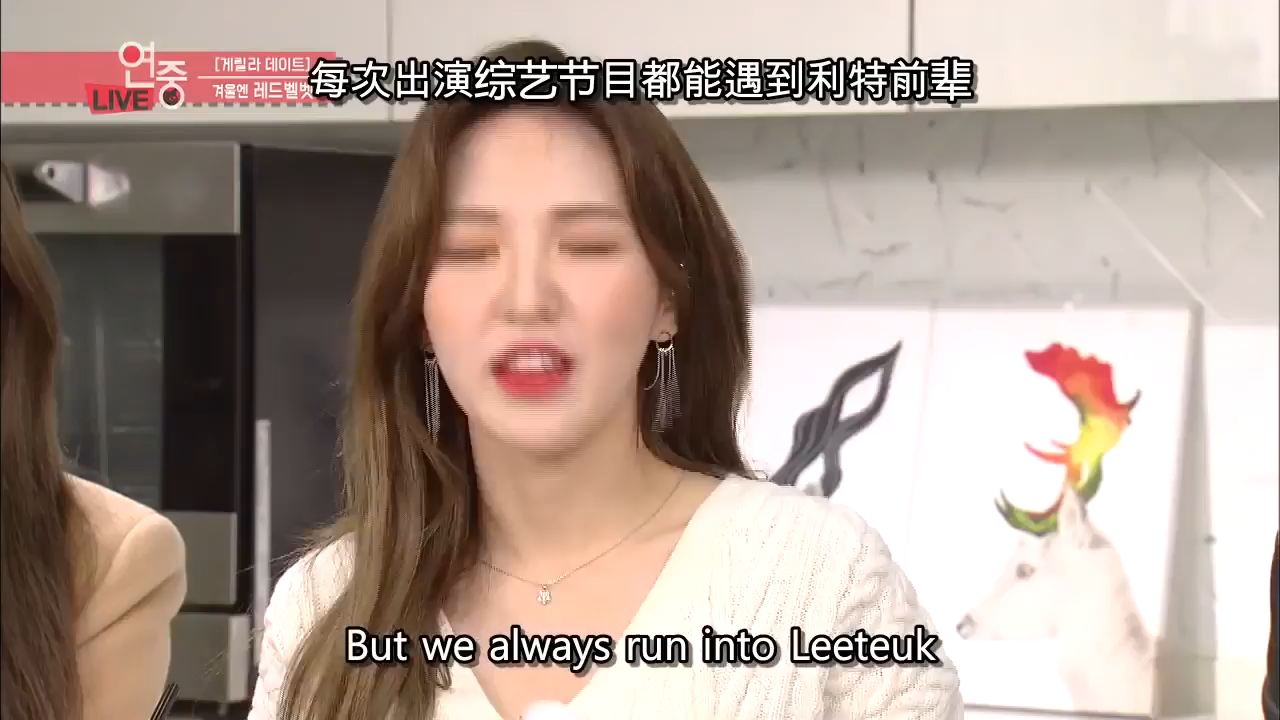 연중
LIVE
[게릴라 데이트]
겨울엔 레드벨벳
每次出演综艺节目都能遇到利特前辈
But we always run into Leeteuk